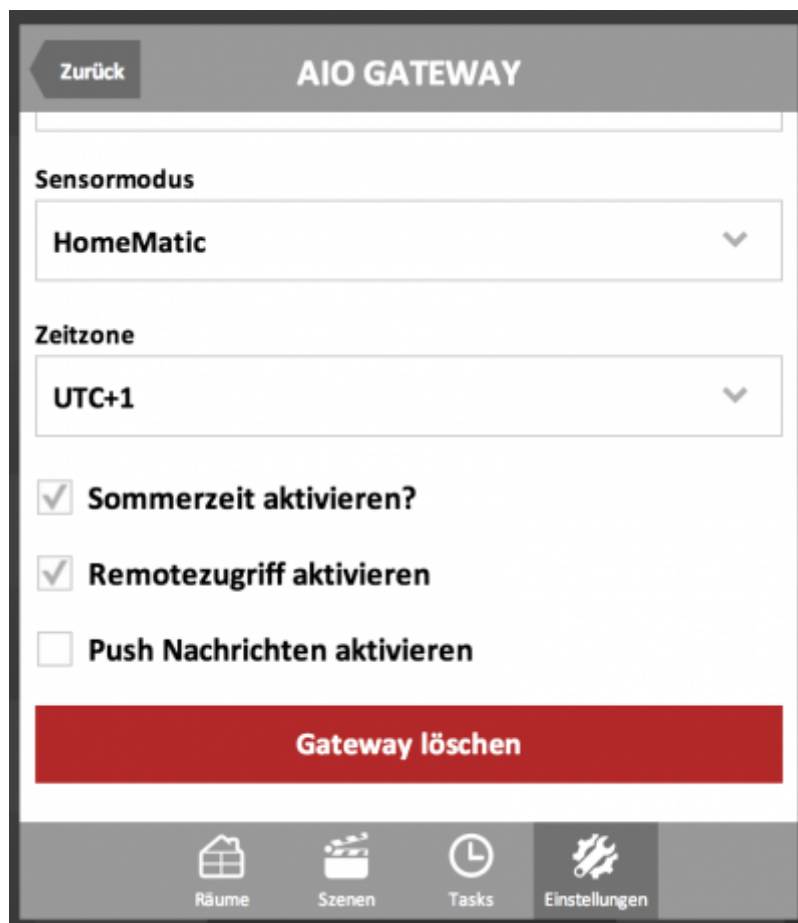 Zurück
AIO GATEWAY
Sensormodus
HomeMatic
Zeitzone
UTC+1
Sommerzeit aktivieren?
Remotezugriff aktivieren
Push Nachrichten aktivieren
Gateway löschen
Räume
Szenen
Tasks
Einstellungen